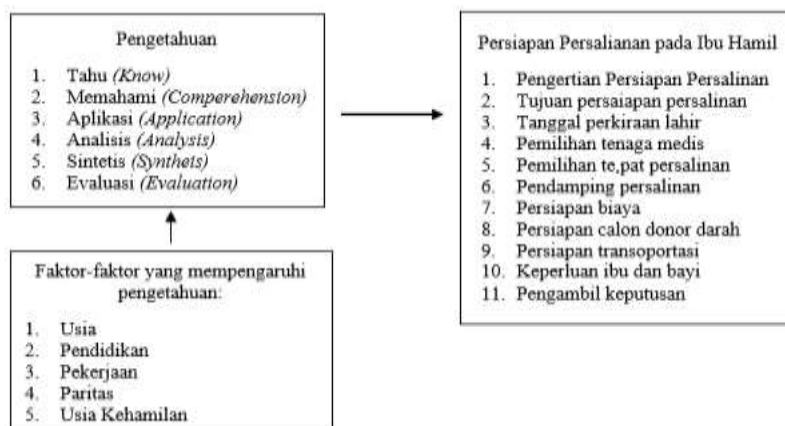 Pengetahuan
1. Tahu (Know)
2. Memahami (Comperehension)
3. Aplikasi (Application)
4. Analisis (Analysis)
5. Sintetis (Syntheis)
6. Evaluasi (Evaluation)
Faktor-faktor yang mempengaruhi
pengetahuan:
1. Usia
2. Pendidikan
3. Pekerjaan
4. Paritas
5. Usia Kehamilan
Persiapan Persalianan pada Ibu Hamil
1. Pengertian Persiapan Persalinan
2. Tujuan persaiapan persalinan
3. Tanggal perkiraan lahir
4. Pemilihan tenaga medis
5. Pemilihan te,pat persalinan
6. Pendamping persalinan
7. Persiapan biaya
8. Persiapan calon donor darah
9. Persiapan transoportasi
10. Keperluan ibu dan bayi
11. Pengambil keputusan